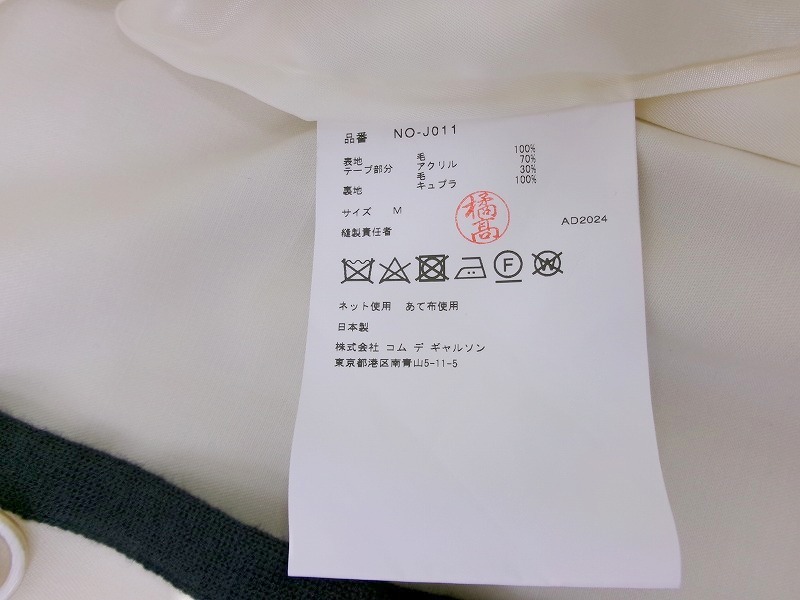 品番 NO-J011
表地 毛 100%
テープ部分 アクリル 70%
毛 30%
裏地 キュプラ 100%
サイズ M
橘高
縫製責任者
AD2024
F W
ネット使用 あて布使用
日本製
株式会社 コム デ ギャルソン
東京都港区南青山5-11-5